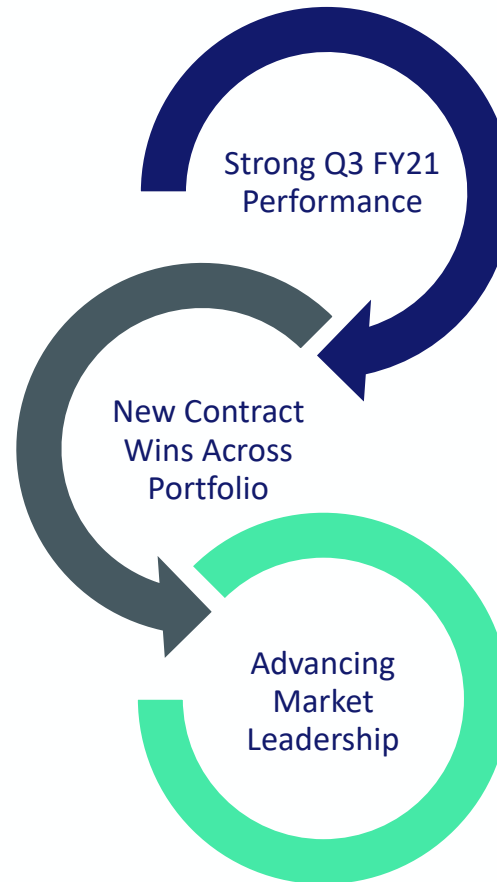 Strong Q3 FY21
Performance
New Contract
Wins Across
Portfolio
Advancing
Market
Leadership